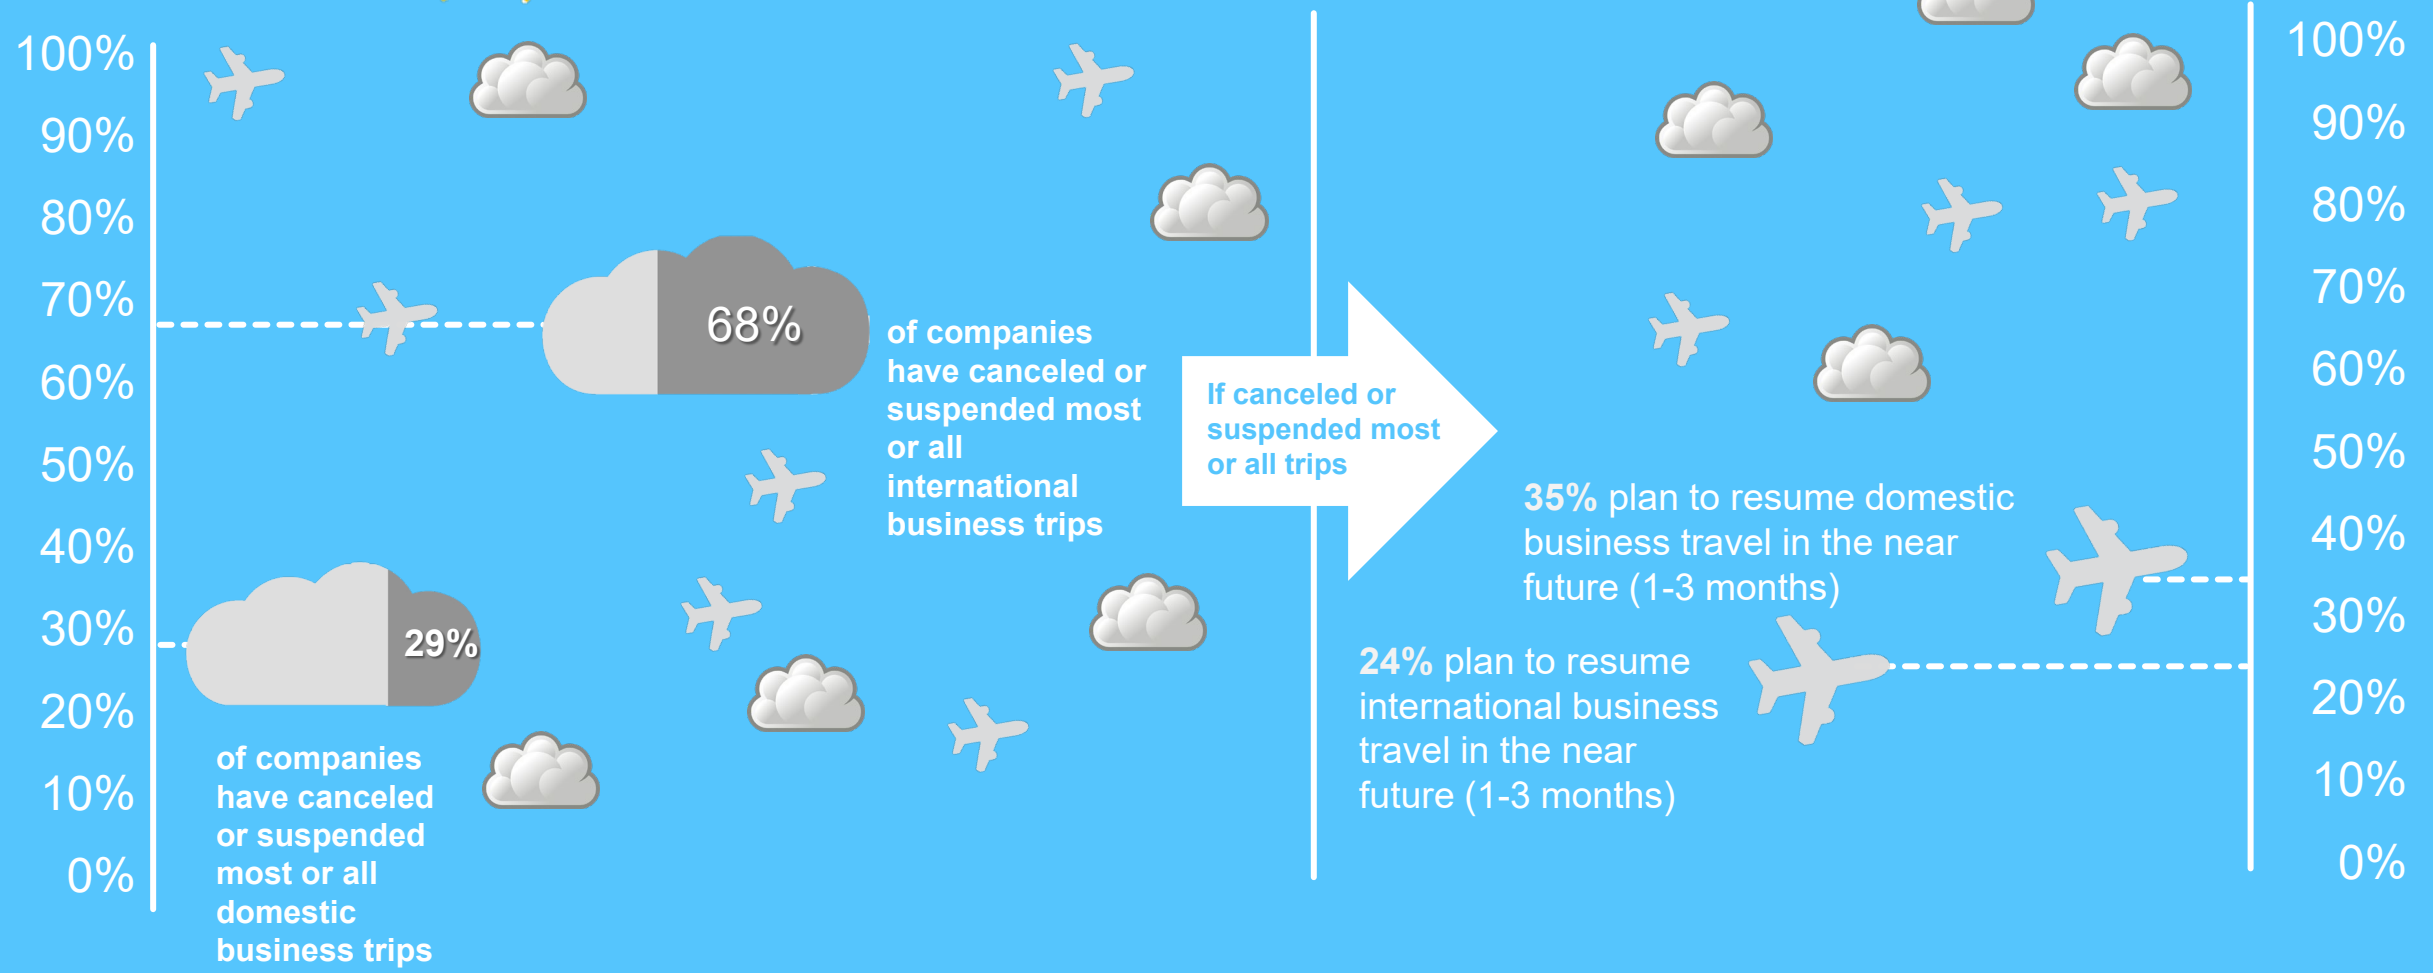 100%
90%
80%
70%
60%
50%
40%
30%
20%
10%
0%
68%
of companies
have canceled or
suspended most
or all
international
business trips
29%
of companies
have canceled
or suspended
most or all
domestic
business trips
If canceled or
suspended most
or all trips
35% plan to resume domestic
business travel in the near
future (1-3 months)
24% plan to resume
international business
travel in the near
future (1-3 months)
100%
90%
80%
70%
60%
50%
40%
30%
20%
10%
0%